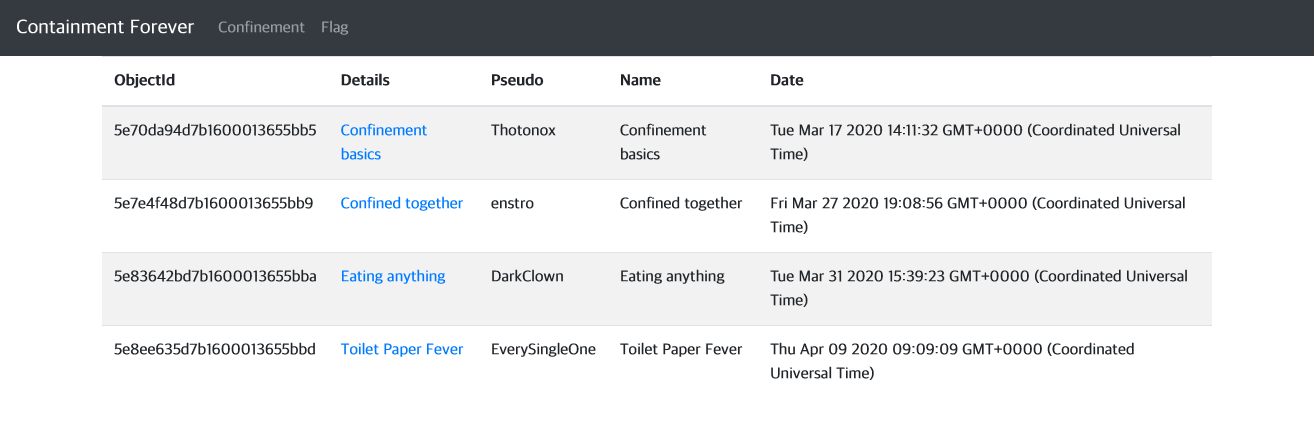 Containment Forever Confinement Flag
ObjectId Details Pseudo Name Date
5e70da94d7b1600013655bb5 Confinement Thotonox Confinement Tue Mar 17 2020 14:11:32 GMT+0000 (Coordinated Universal
basics basics Time)
5e7e4f48d7b1600013655bb9 Confined together enstro Confined together Fri Mar 27 2020 19:08:56 GMT+0000 (Coordinated Universal
Time)
5e83642bd7b1600013655bba Eating anything DarkClown Eating anything Tue Mar 31 2020 15:39:23 GMT+0000 (Coordinated Universal
Time)
5e8ee635d7b1600013655bbd Toilet Paper Fever EverySingleOne Toilet Paper Fever Thu Apr 09 2020 09:09:09 GMT+0000 (Coordinated
Universal Time)